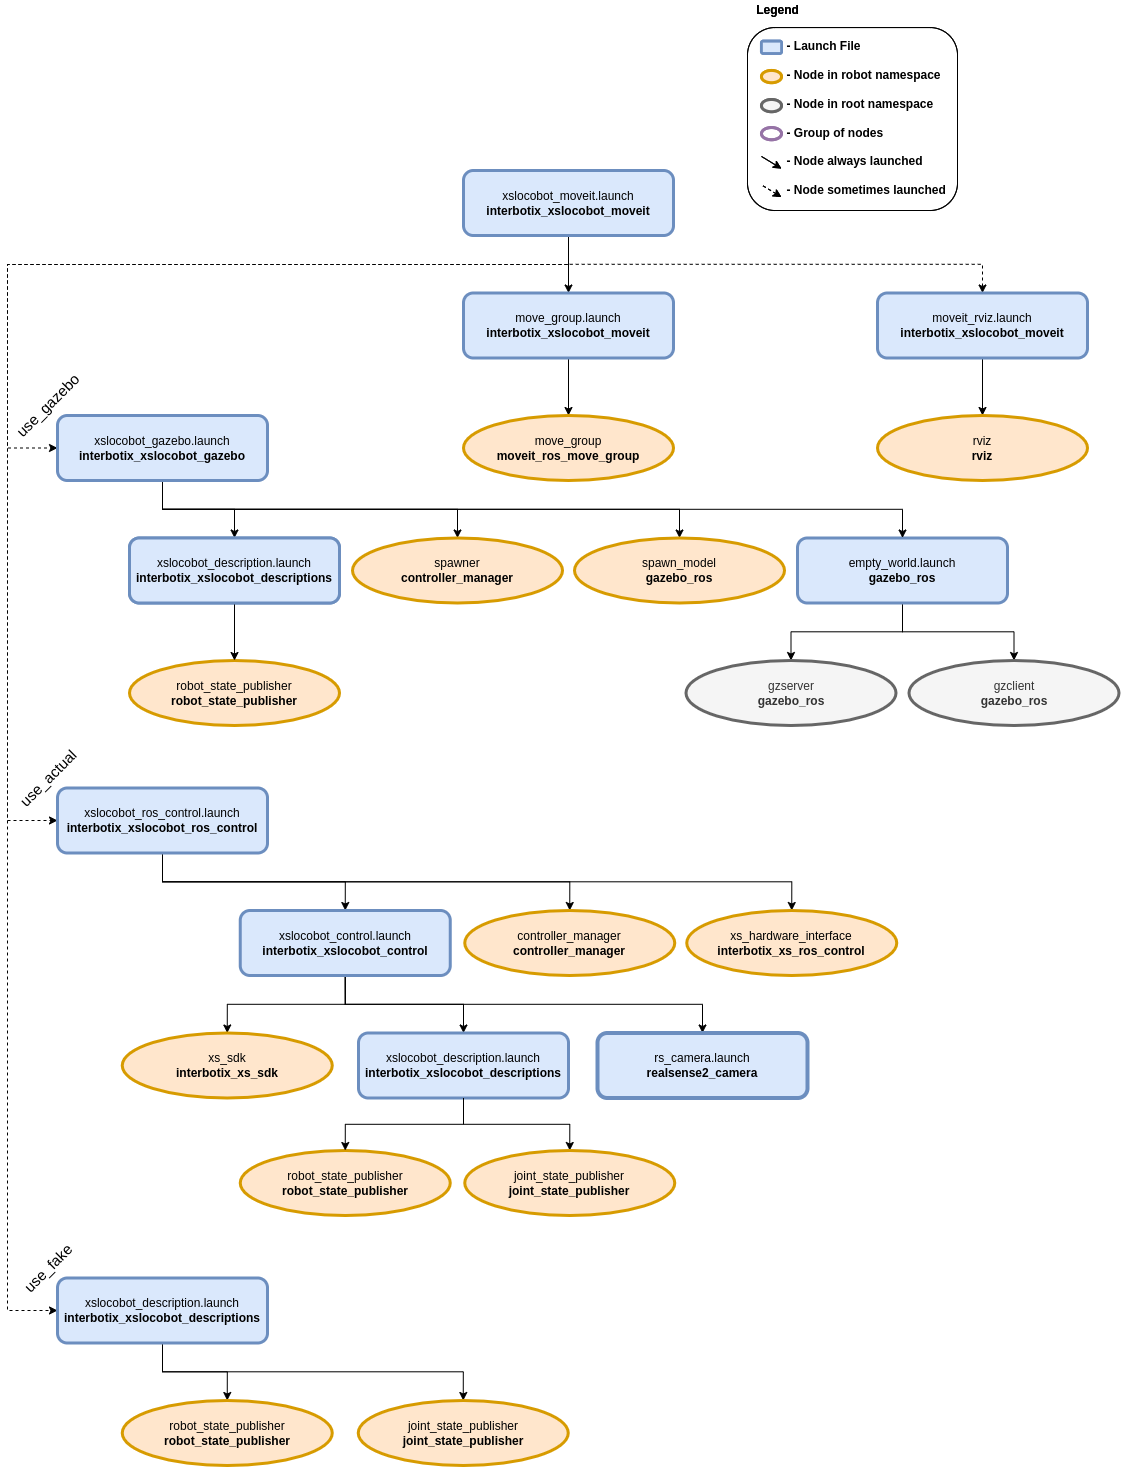 Legend
- Launch File
- Node in robot namespace
- Node in root namespace
- Group of nodes
- Node always launched
- Node sometimes launched
xslocobot_moveit.launch
interbotix_xslocobot_moveit
move_group.launch
interbotix_xslocobot_moveit
moveit_rviz.launch
interbotix_xslocobot_moveit
use_gazebo
xslocobot_gazebo.launch
interbotix_xslocobot_gazebo
move_group
moveit_ros_move_group
rviz
rviz
xslocobot_description.launch
interbotix_xslocobot_descriptions
spawner
controller_manager
spawn_model
gazebo_ros
empty_world.launch
gazebo_ros
robot_state_publisher
robot_state_publisher
gzserver
gazebo_ros
gzclient
gazebo_ros
use_actual
xslocobot_ros_control.launch
interbotix_xslocobot_ros_control
xslocobot_control.launch
interbotix_xslocobot_control
controller_manager
controller_manager
xs_hardware_interface
interbotix_xs_ros_control
xs_sdk
interbotix_xs_sdk
xslocobot_description.launch
interbotix_xslocobot_descriptions
rs_camera.launch
realsense2_camera
robot_state_publisher
robot_state_publisher
joint_state_publisher
joint_state_publisher
use_fake
xslocobot_description.launch
interbotix_xslocobot_descriptions
robot_state_publisher
robot_state_publisher
joint_state_publisher
joint_state_publisher